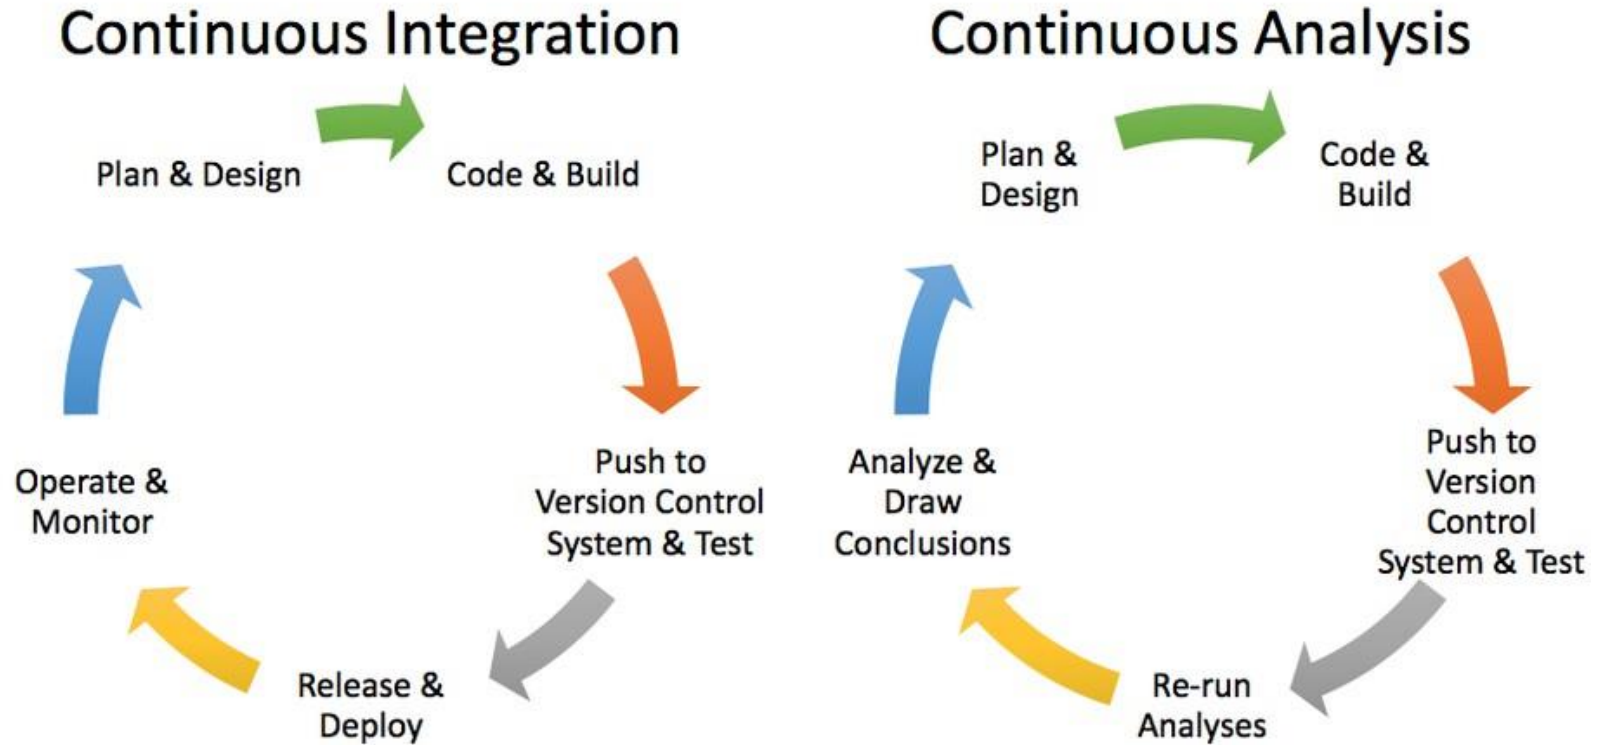 Continuous Integration
Plan & Design
Code & Build
Push to
Version Control
System & Test
Release &
Deploy
Operate &
Monitor
Continuous Analysis
Plan &
Design
Code &
Build
Push to
Version
Control
System & Test
Re-run
Analyses
Analyze &
Draw
Conclusions